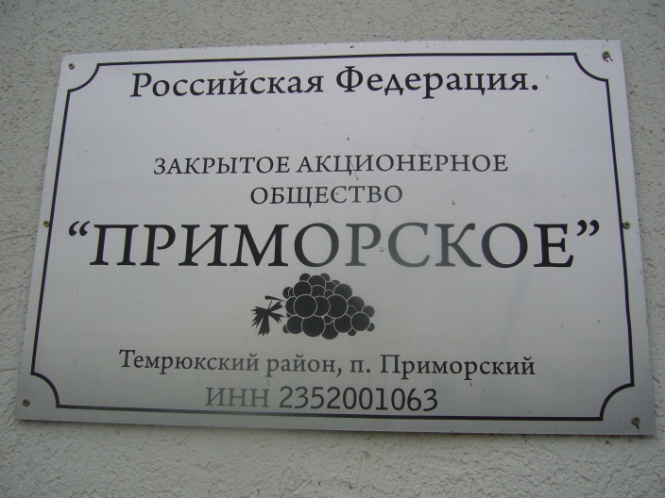 Российская Федерация.
ЗАКРЫТОЕ АКЦИОНЕРНОЕ
ОБЩЕСТВО
“ПРИМОРСКОЕ”
Темрюкский район, п. Приморский
ИНН 2352001063